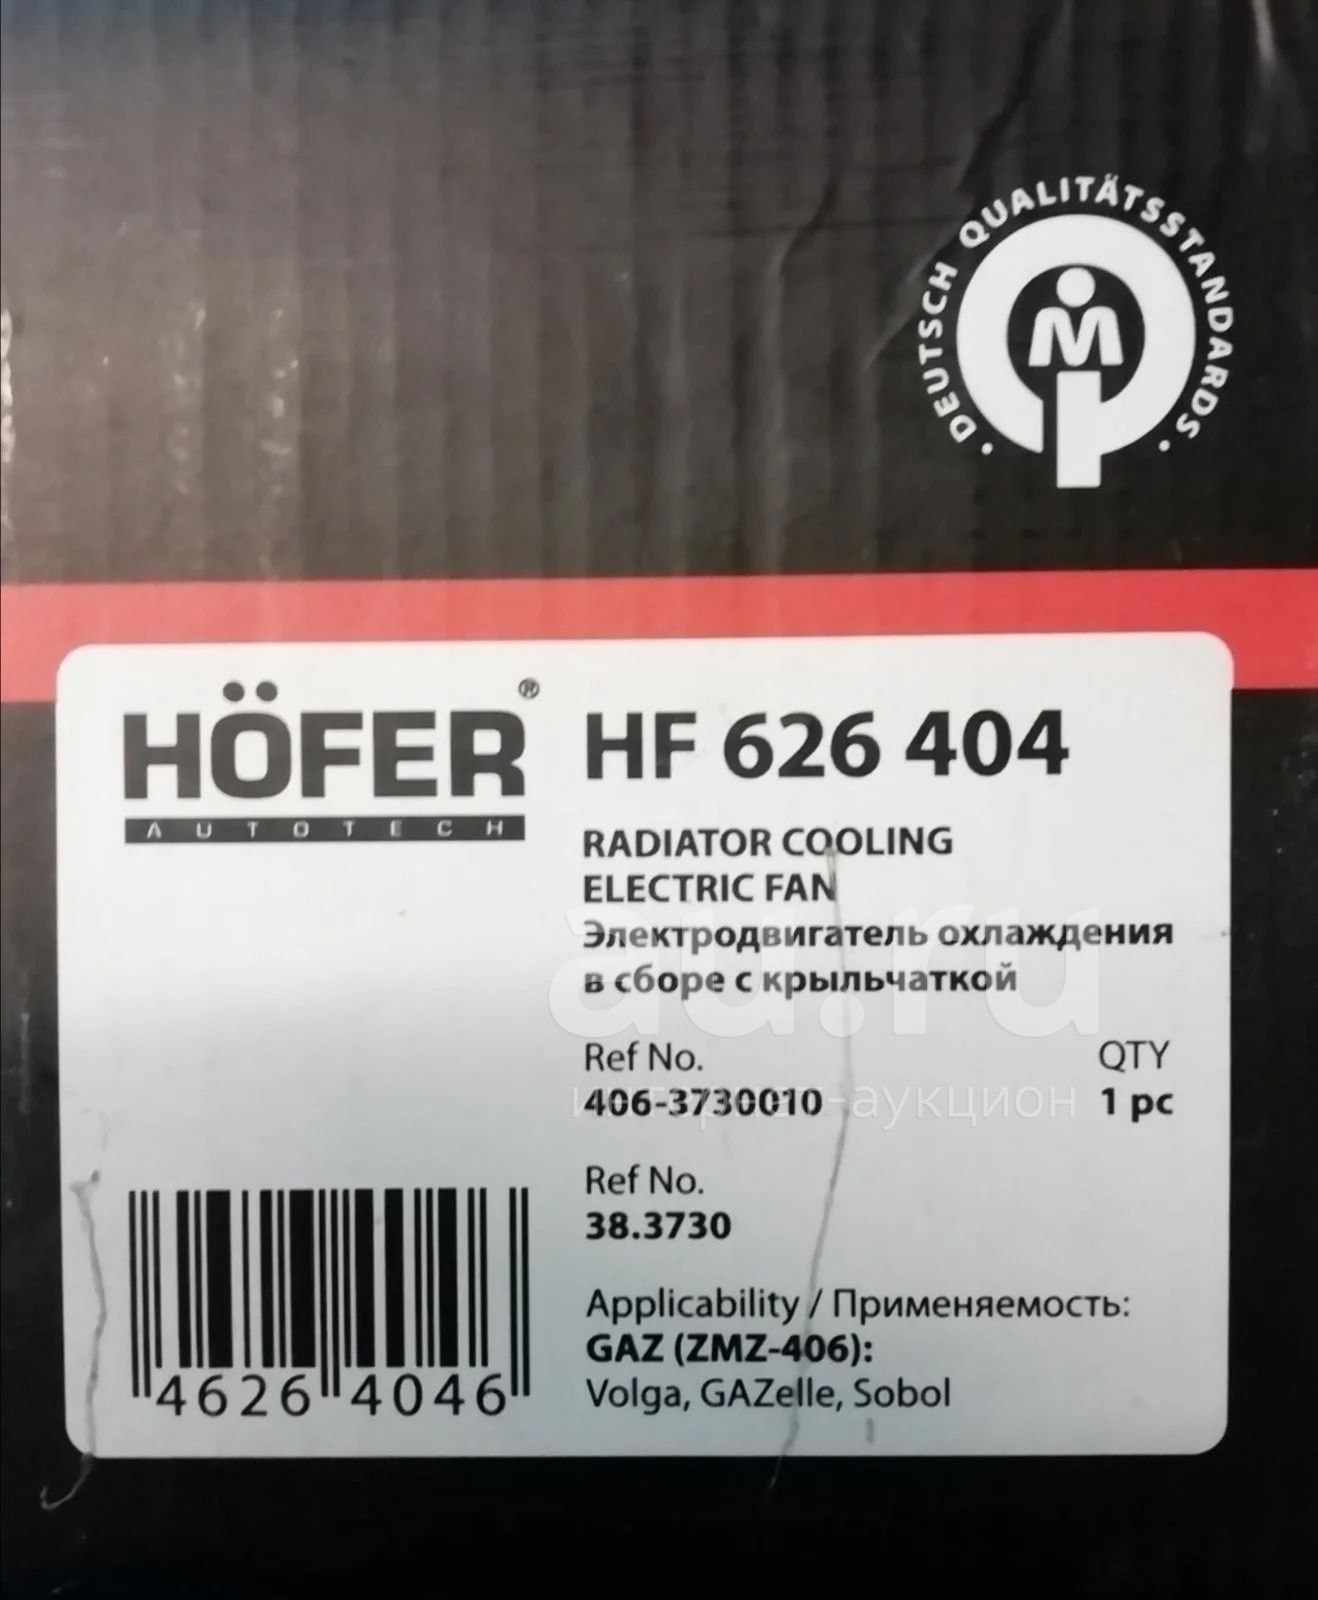 · DEUTSCH QUALITÄTSSTANDARDS ·
HÖFER®
AUTOTECH
HF 626 404
RADIATOR COOLING
ELECTRIC FAN
Электродвигатель охлаждения
в сборе с крыльчаткой
au.ru
Ref No.
QTY
406-3730010
1 pc
интернет-аукцион
Ref No.
38.3730
Applicability / Применяемость:
GAZ (ZMZ-406):
Volga, GAZelle, Sobol
4626 4046